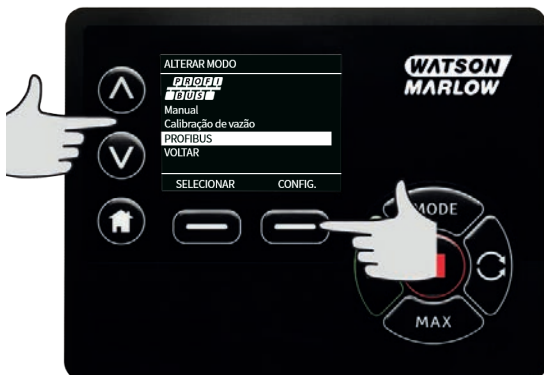 ALTERAR MODO
PROFI
BUS
Manual
Calibração de vazão
PROFIBUS
VOLTAR
SELECIONAR CONFIG.
WATSON
MARLOW
MODE
MAX